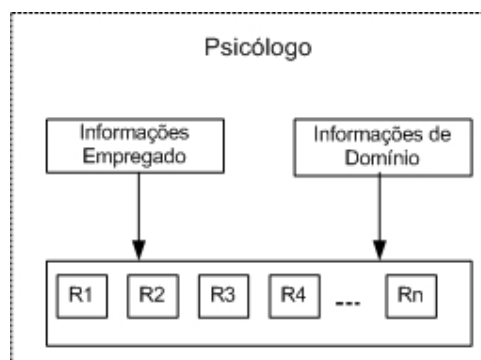 Psicólogo
Informações
Empregado
Informações de
Domínio
R1 R2 R3 R4 --- Rn